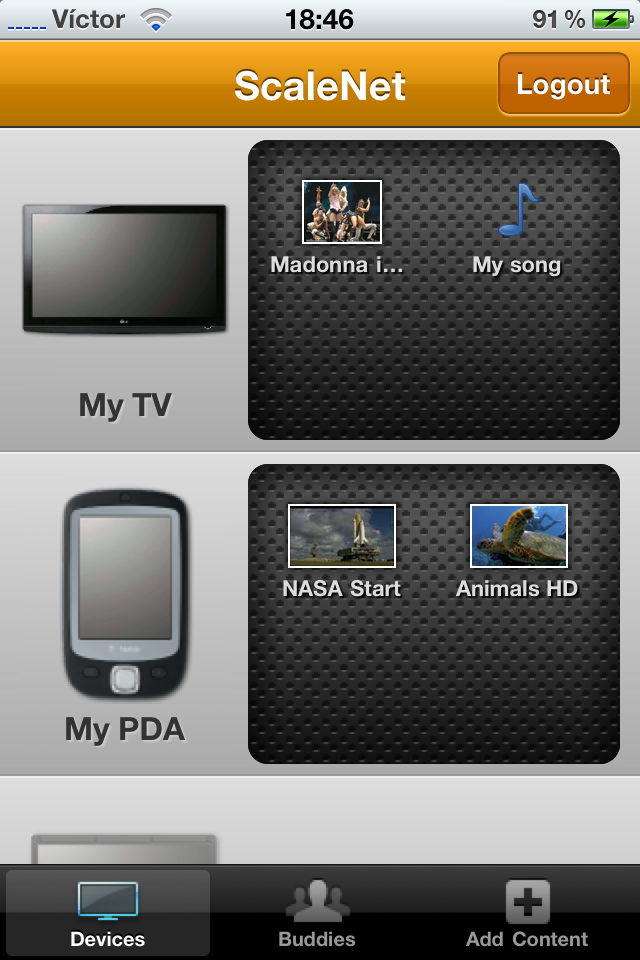 Víctor 18:46 91 %
ScaleNet Logout
Madonna i... My song
My TV
NASA Start Animals HD
My PDA
Devices Buddies Add Content